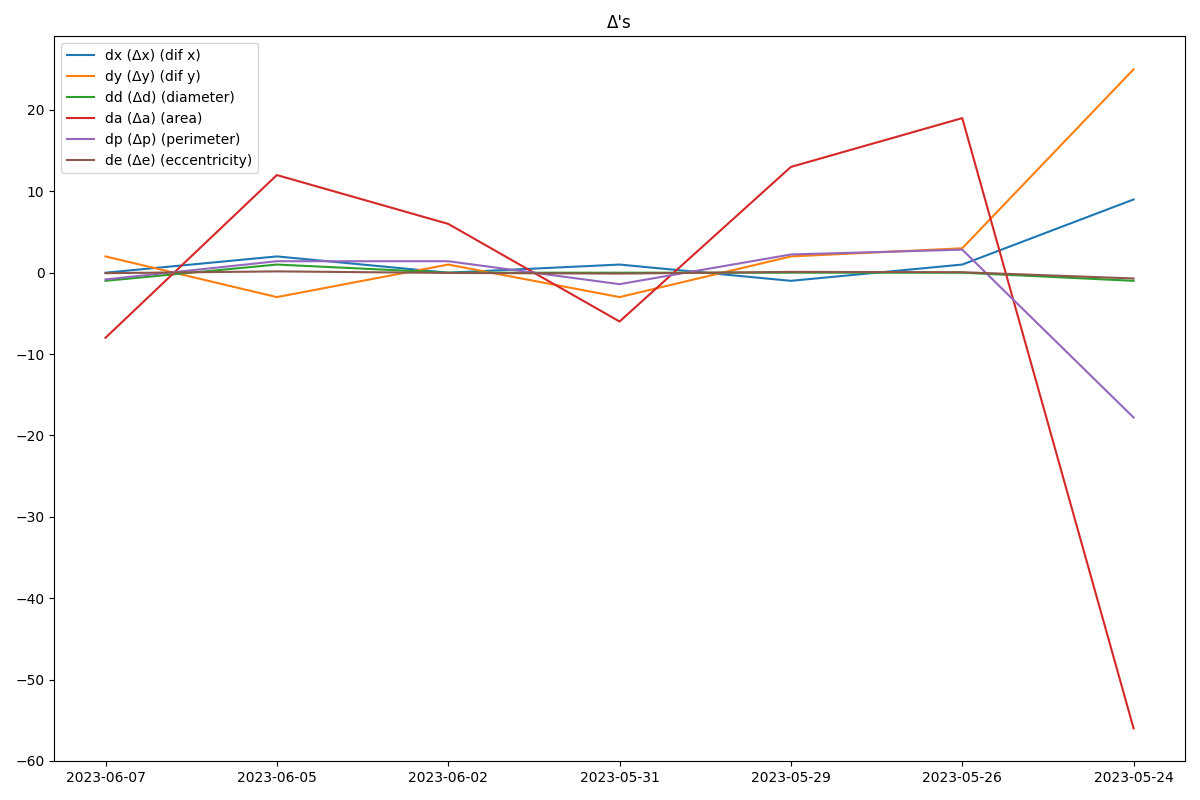 Δ's
dx (Δx) (dif x)
dy (Δy) (dif y)
dd (Δd) (diameter)
da (Δa) (area)
dp (Δp) (perimeter)
de (Δe) (eccentricity)
20
10
0
−10
−20
−30
−40
−50
−60
2023-06-07 2023-06-05 2023-06-02 2023-05-31 2023-05-29 2023-05-26 2023-05-24